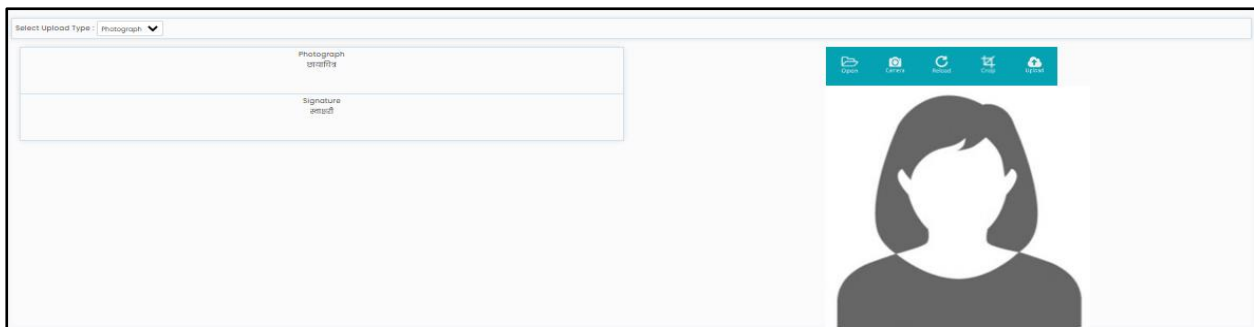 Select Upload Type : Photograph
Photograph
छायाचित्र
Signature
स्वाक्षरी
Open Camera Reload Crop Upload